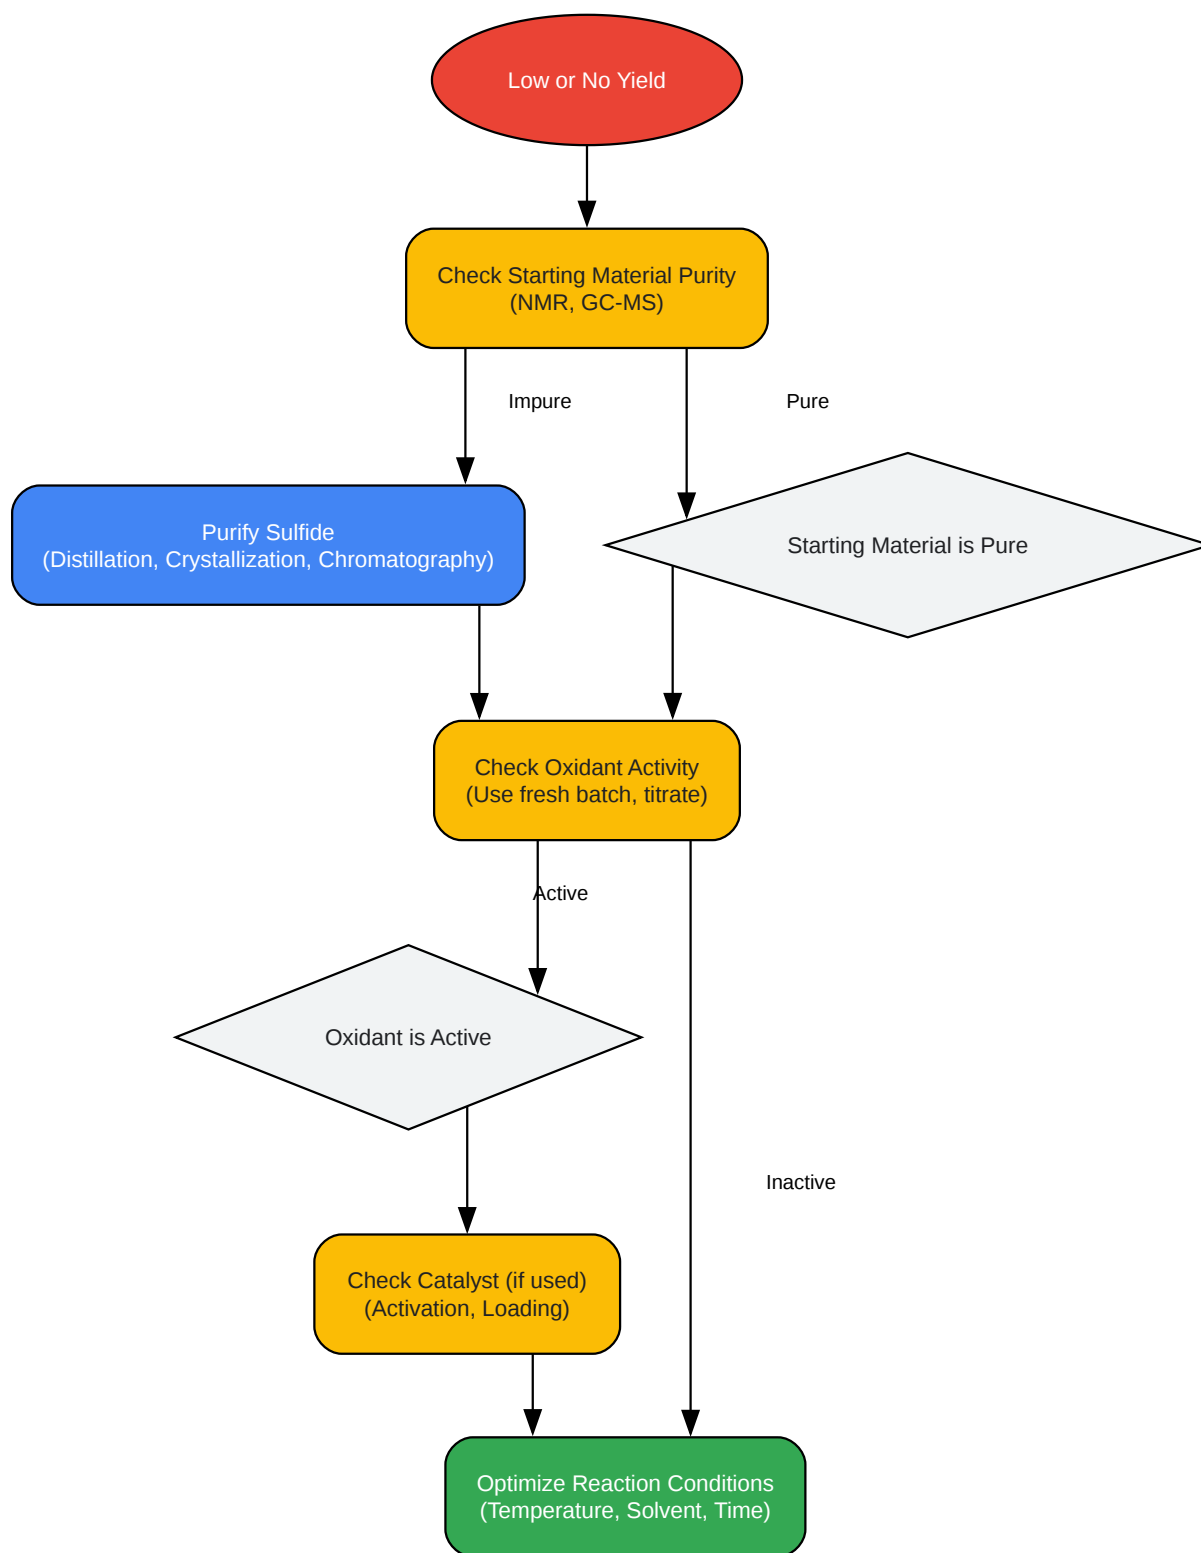 Low or No Yield
Check Starting Material Purity
(NMR, GC-MS)
Impure
Pure
Purify Sulfide
(Distillation, Crystallization, Chromatography)
Starting Material is Pure
Check Oxidant Activity
(Use fresh batch, titrate)
Active
Oxidant is Active
Inactive
Check Catalyst (if used)
(Activation, Loading)
Optimize Reaction Conditions
(Temperature, Solvent, Time)